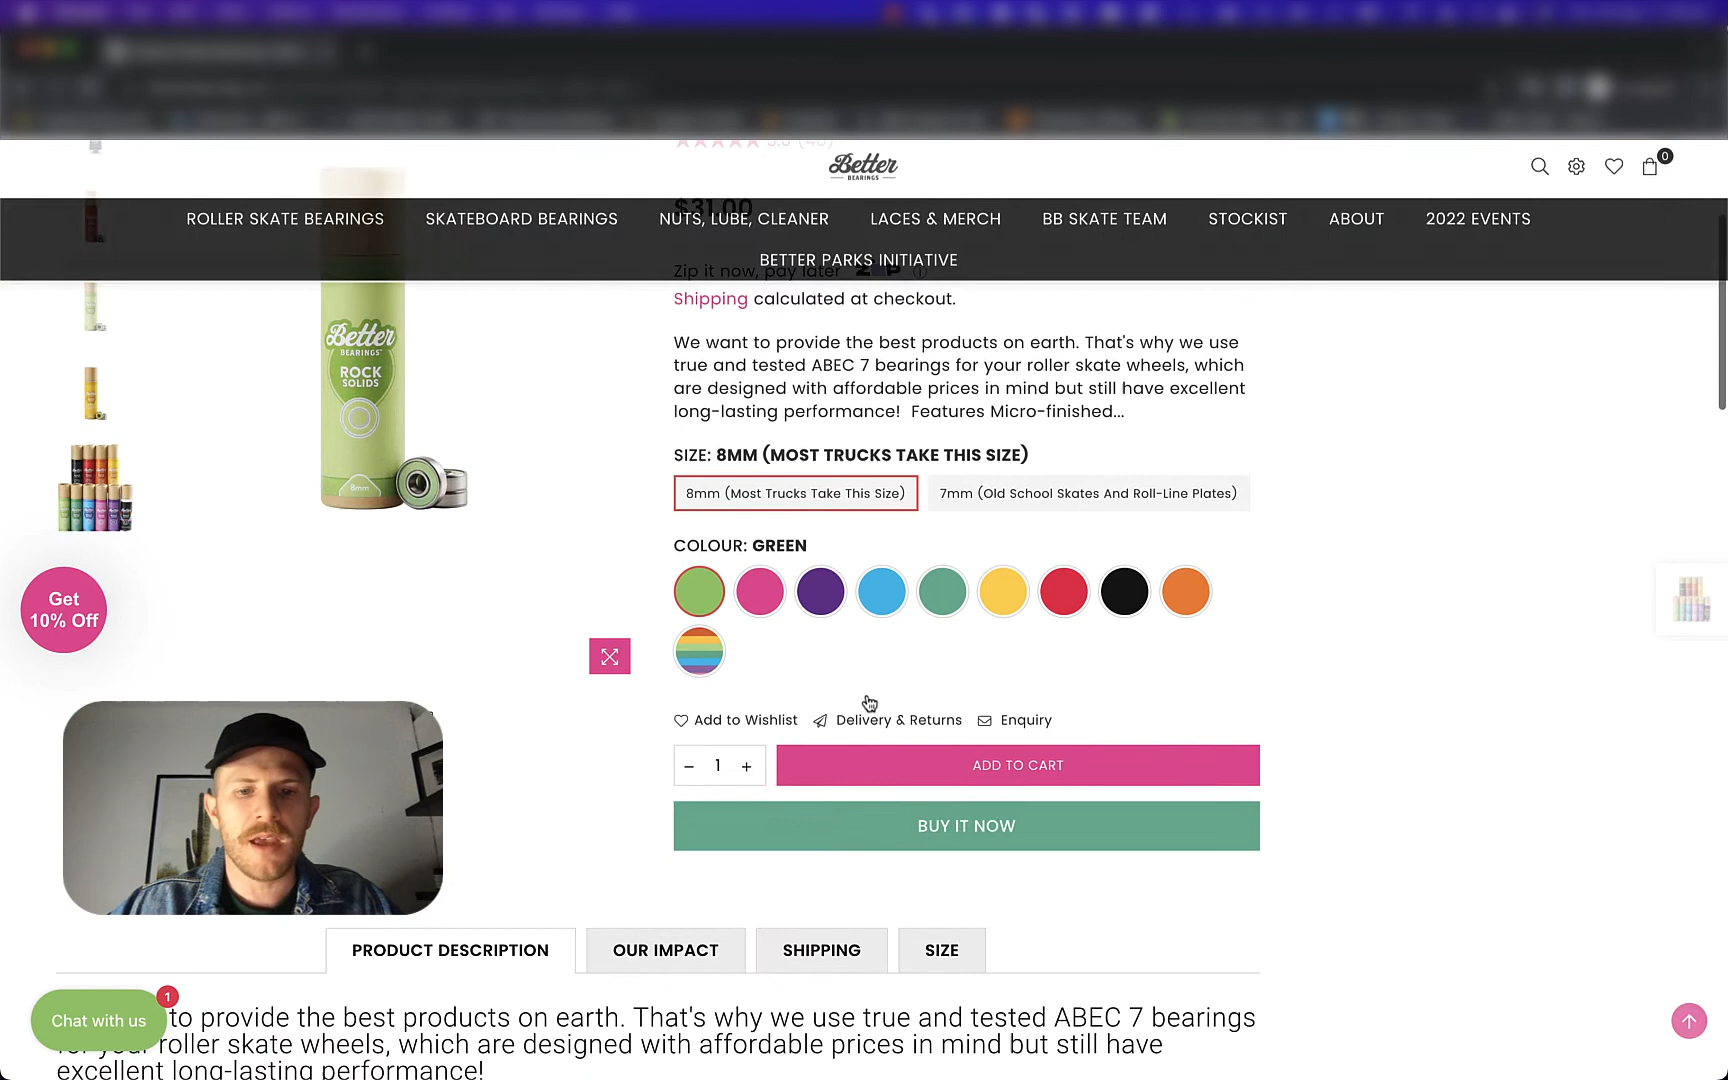 Better
BEARINGS
0
$31.00
ROLLER SKATE BEARINGS
SKATEBOARD BEARINGS
NUTS, LUBE, CLEANER
LACES & MERCH
BB SKATE TEAM
STOCKIST
ABOUT
2022 EVENTS
BETTER PARKS INITIATIVE
Zip it now, pay later
Shipping calculated at checkout.
We want to provide the best products on earth. That's why we use
true and tested ABEC 7 bearings for your roller skate wheels, which
are designed with affordable prices in mind but still have excellent
long-lasting performance!  Features Micro-finished...
Better
BEARINGS
ROCK
SOLIDS
8mm
SIZE: 8MM (MOST TRUCKS TAKE THIS SIZE)
8mm (Most Trucks Take This Size)
7mm (Old School Skates And Roll-Line Plates)
COLOUR: GREEN
Get
10% Off
Add to Wishlist
Delivery & Returns
Enquiry
− 1 +
ADD TO CART
BUY IT NOW
PRODUCT DESCRIPTION
OUR IMPACT
SHIPPING
SIZE
1
Chat with us
to provide the best products on earth. That's why we use true and tested ABEC 7 bearings
for your roller skate wheels, which are designed with affordable prices in mind but still have
excellent long-lasting performance!